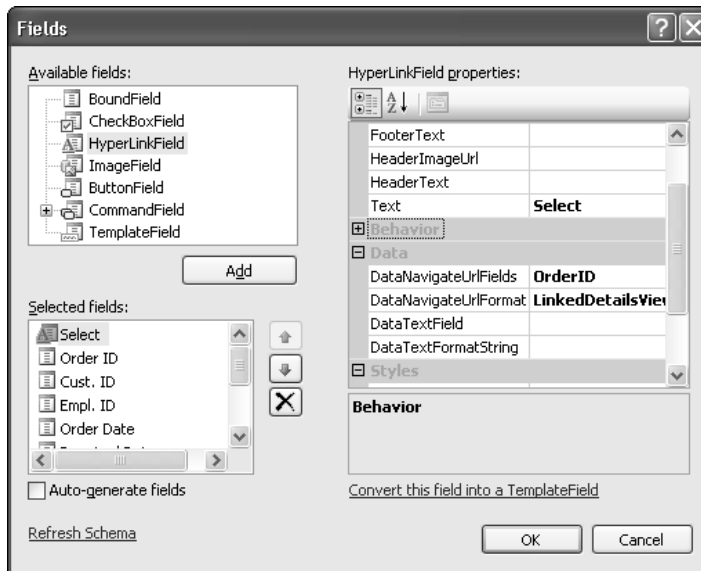 Fields
Available fields:
BoundField
CheckBoxField
HyperLinkField
ImageField
ButtonField
CommandField
TemplateField
Add
Selected fields:
Select
Order ID
Cust. ID
Empl. ID
Order Date
Auto-generate fields
Refresh Schema
HyperLinkField properties:
FooterText
HeaderImageUrl
HeaderText
Text Select
Behavior
Data
DataNavigateUrlFields OrderID
DataNavigateUrlFormat LinkedDetailsView
DataTextField
DataTextFormatString
Styles
Behavior
Convert this field into a TemplateField
OK Cancel